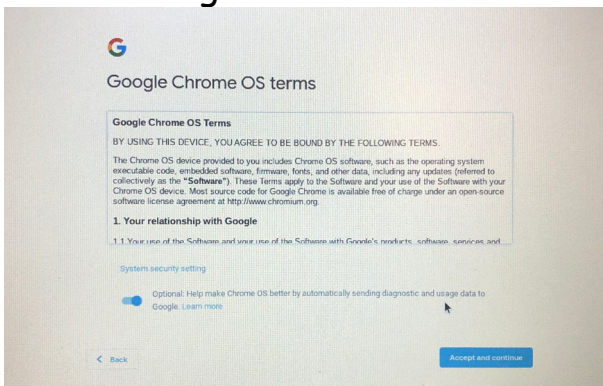 Google Chrome OS terms
Google Chrome OS Terms
BY USING THIS DEVICE, YOU AGREE TO BE BOUND BY THE FOLLOWING TERMS.
The Chrome OS device provided to you includes Chrome OS software, such as the operating system
executable code, embedded software, firmware, fonts, and other data, including any updates (referred to
collectively as the "Software"). These Terms apply to the Software and your use of the Software with your
Chrome OS device. Most source code for Google Chrome is available free of charge under an open-source
software license agreement at http://www.chromium.org.
1. Your relationship with Google
1.1 Your use of the Software and your use of the Software with Google's products, software, services and
System security setting
Optional: Help make Chrome OS better by automatically sending diagnostic and usage data to
Google. Learn more
Back
Accept and continue